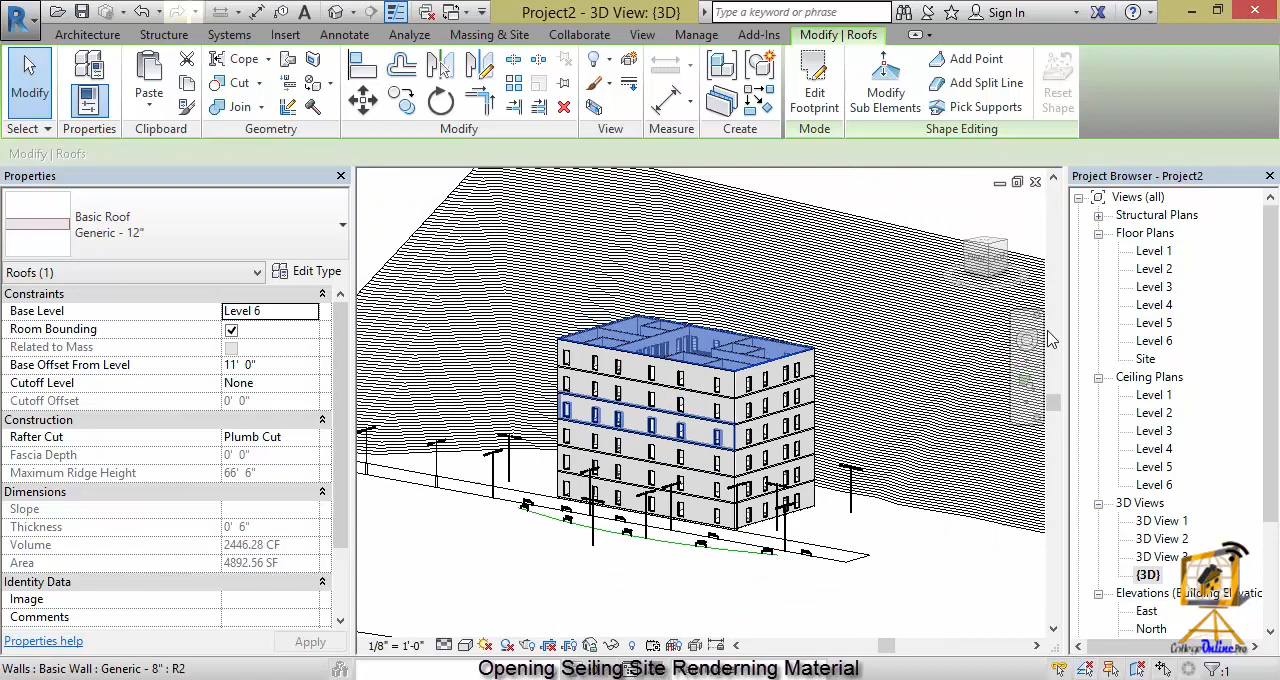 Project2 - 3D View: {3D}
Type a keyword or phrase
Sign In
Architecture Structure Systems Insert Annotate Analyze Massing & Site Collaborate View Manage Add-Ins Modify | Roofs
Modify
Paste
Cope
Cut
Join
Edit Footprint
Modify Sub Elements
Add Point
Add Split Line
Pick Supports
Reset Shape
Select Properties Clipboard Geometry Modify View Measure Create Mode Shape Editing
Modify | Roofs
Properties
Basic Roof
Generic - 12"
Roofs (1)
Edit Type
Constraints
Base Level Level 6
Room Bounding
Related to Mass
Base Offset From Level 11' 0"
Cutoff Level None
Cutoff Offset 0' 0"
Construction
Rafter Cut Plumb Cut
Fascia Depth 0' 0"
Maximum Ridge Height 66' 6"
Dimensions
Slope
Thickness 0' 6"
Volume 2446.28 CF
Area 4892.56 SF
Identity Data
Image
Comments
Properties help
Apply
1/8" = 1'-0"
Project Browser - Project2
Views (all)
Structural Plans
Floor Plans
Level 1
Level 2
Level 3
Level 4
Level 5
Level 6
Site
Ceiling Plans
Level 1
Level 2
Level 3
Level 4
Level 5
Level 6
3D Views
3D View 1
3D View 2
3D View
{3D}
Elevations (Building
East
North
CollegeOnline.Pro
Walls : Basic Wall : Generic - 8" : R2
Opening Seiling Site Renderning Material
:1